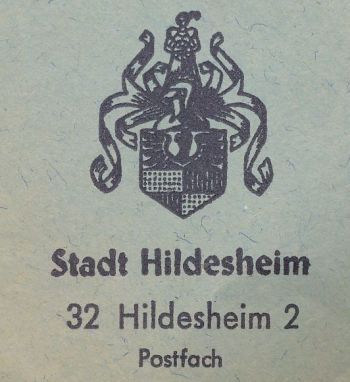 Stadt Hildesheim
32 Hildesheim 2
Postfach